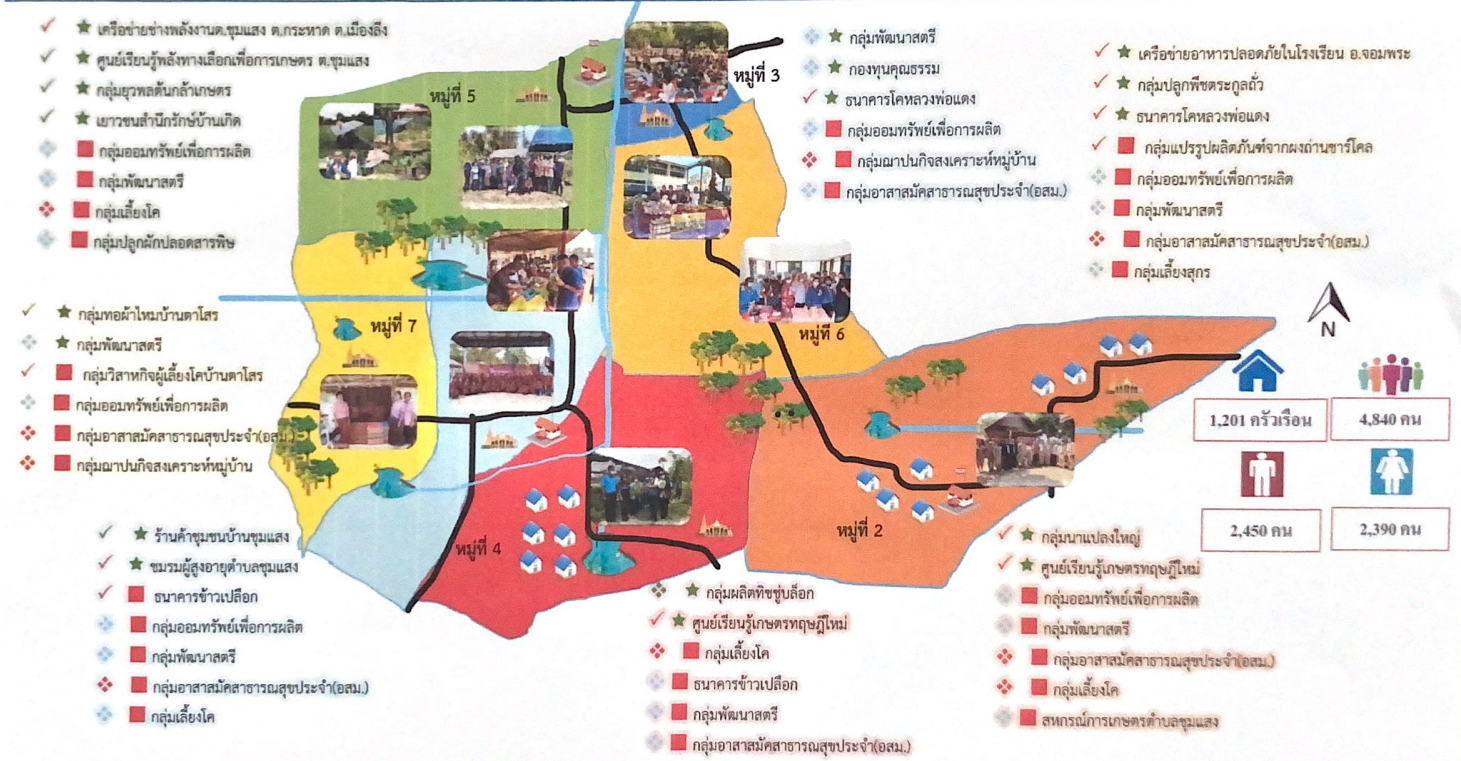 เครือข่ายช่างพลังงานต.ชุมแสง ต.กระหาด ต.เมืองลีง
ศูนย์เรียนรู้พลังทางเลือกเพื่อการเกษตร ต.ชุมแสง
กลุ่มยุวพลต้นกล้าเกษตร
เยาวชนสำนึกรักษ์บ้านเกิด
กลุ่มออมทรัพย์เพื่อการผลิต
กลุ่มพัฒนาสตรี
กลุ่มเลี้ยงโค
กลุ่มปลูกผักปลอดสารพิษ
หมู่ที่ 5
หมู่ที่ 3
กลุ่มพัฒนาสตรี
กองทุนคุณธรรม
ธนาคารโคหลวงพ่อแดง
กลุ่มออมทรัพย์เพื่อการผลิต
กลุ่มฌาปนกิจสงเคราะห์หมู่บ้าน
กลุ่มอาสาสมัคสาธารณสุขประจำ(อสม.)
เครือข่ายอาหารปลอดภัยในโรงเรียน อ.จอมพระ
กลุ่มปลูกพืชตระกูลถั่ว
ธนาคารโคหลวงพ่อแดง
กลุ่มแปรรูปผลิตภัณฑ์จากผงถ่านชาร์โคล
กลุ่มออมทรัพย์เพื่อการผลิต
กลุ่มพัฒนาสตรี
กลุ่มอาสาสมัคสาธารณสุขประจำ(อสม.)
กลุ่มเลี้ยงสุกร
กลุ่มทอผ้าไหมบ้านตาโสร
กลุ่มพัฒนาสตรี
กลุ่มวิสาหกิจผู้เลี้ยงโคบ้านตาโสร
กลุ่มออมทรัพย์เพื่อการผลิต
กลุ่มอาสาสมัคสาธารณสุขประจำ(อสม.)
กลุ่มฌาปนกิจสงเคราะห์หมู่บ้าน
หมู่ที่ 7
หมู่ที่ 6
N
1,201 ครัวเรือน
4,840 คน
2,450 คน
2,390 คน
หมู่ที่ 4
หมู่ที่ 2
ร้านค้าชุมชนบ้านชุมแสง
ชมรมผู้สูงอายุตำบลชุมแสง
ธนาคารข้าวเปลือก
กลุ่มออมทรัพย์เพื่อการผลิต
กลุ่มพัฒนาสตรี
กลุ่มอาสาสมัคสาธารณสุขประจำ(อสม.)
กลุ่มเลี้ยงโค
กลุ่มผลิตทิชชู่บล็อก
ศูนย์เรียนรู้เกษตรทฤษฎีใหม่
กลุ่มเลี้ยงโค
ธนาคารข้าวเปลือก
กลุ่มพัฒนาสตรี
กลุ่มอาสาสมัคสาธารณสุขประจำ(อสม.)
กลุ่มนาแปลงใหญ่
ศูนย์เรียนรู้เกษตรทฤษฎีใหม่
กลุ่มออมทรัพย์เพื่อการผลิต
กลุ่มพัฒนาสตรี
กลุ่มอาสาสมัคสาธารณสุขประจำ(อสม.)
กลุ่มเลี้ยงโค
สหกรณ์การเกษตรตำบลชุมแสง